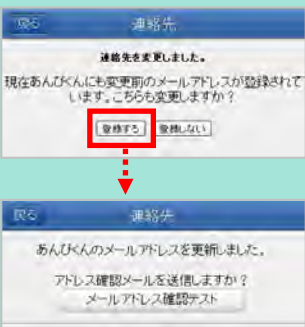 戻る 連絡先
連絡先を変更しました。
現在あんぴくんにも変更前のメールアドレスが登録されて
います。こちらも変更しますか？
登録する 登録しない
戻る 連絡先
あんぴくんのメールアドレスを更新しました。
アドレス確認メールを送信しますか？
メールアドレス確認テスト